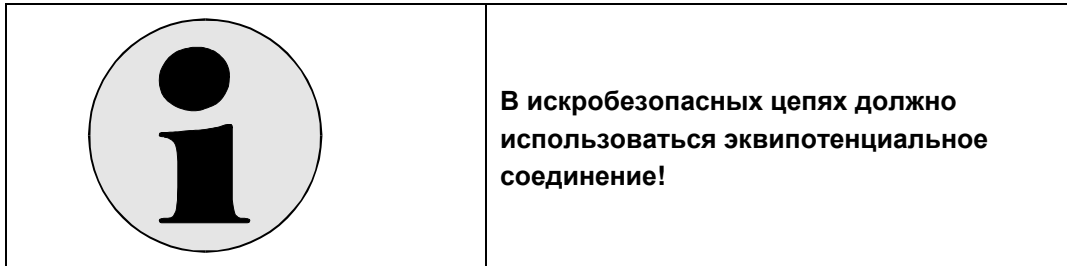 В искробезопасных цепях должно
использоваться эквипотенциальное
соединение!